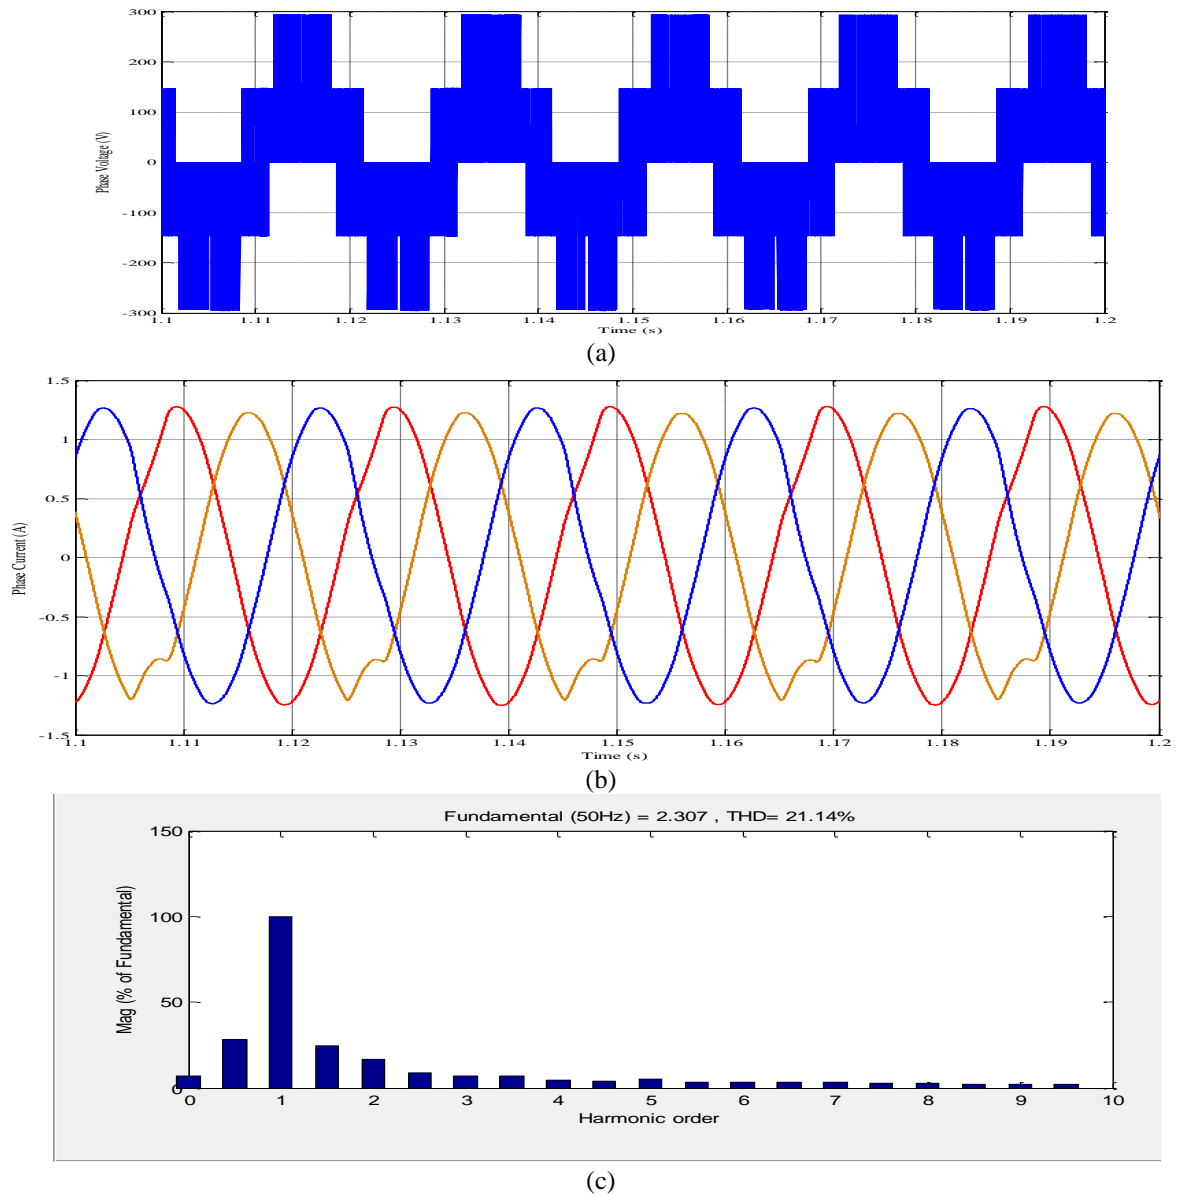 300
200
100
0
-100
-200
-300
Phase Voltage (V)
1.1 1.11 1.12 1.13 1.14 1.15 1.16 1.17 1.18 1.19 1.2
Time (s)
(a)
1.5
1
0.5
0
-0.5
-1
-1.5
Phase Current (A)
1.1 1.11 1.12 1.13 1.14 1.15 1.16 1.17 1.18 1.19 1.2
Time (s)
(b)
Fundamental (50Hz) = 2.307 , THD= 21.14%
150
100
50
0
Mag (% of Fundamental)
0 1 2 3 4 5 6 7 8 9 10
Harmonic order
(c)